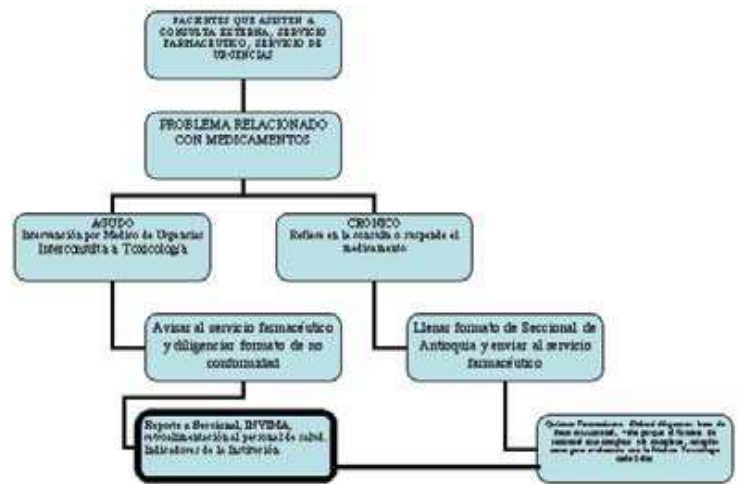 PACIENTES QUE ASISTEN A
CONSULTA EXTERNA, SERVICIO
FARMACEUTICO, SERVICIO DE
URGENCIAS
PROBLEMA RELACIONADO
CON MEDICAMENTOS
AGUDO
Intervención por Medico de Urgencias
Interconsulta a Toxicología
CRONICO
Refiere en la consulta o suspende el
medicamento
Avisar al servicio farmacéutico
y diligenciar formato de no
conformidad
Llenar formato de Seccional de
Antioquia y enviar al servicio
farmacéutico
Reporte a Seccional, INVIMA,
retroalimentación al personal de salud.
Indicadores de la Institución
Químico Farmacéutico